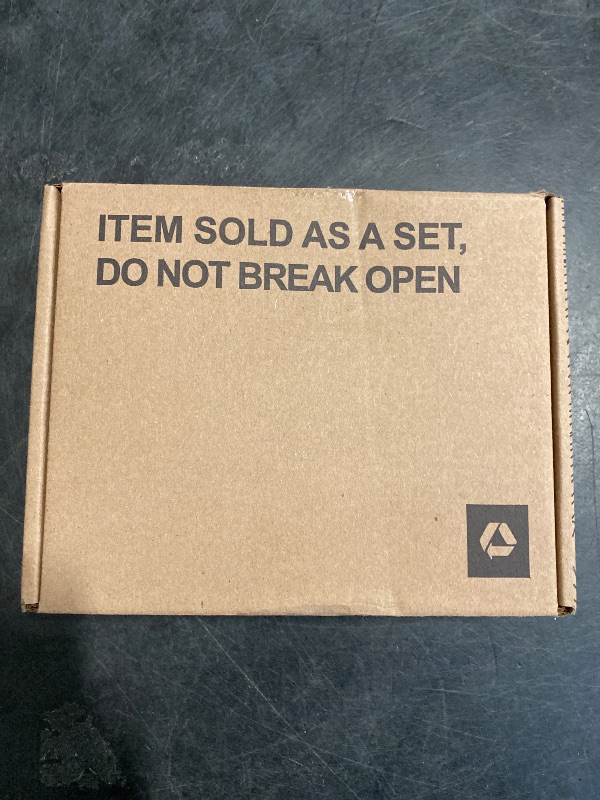 ITEM SOLD AS A SET,
DO NOT BREAK OPEN